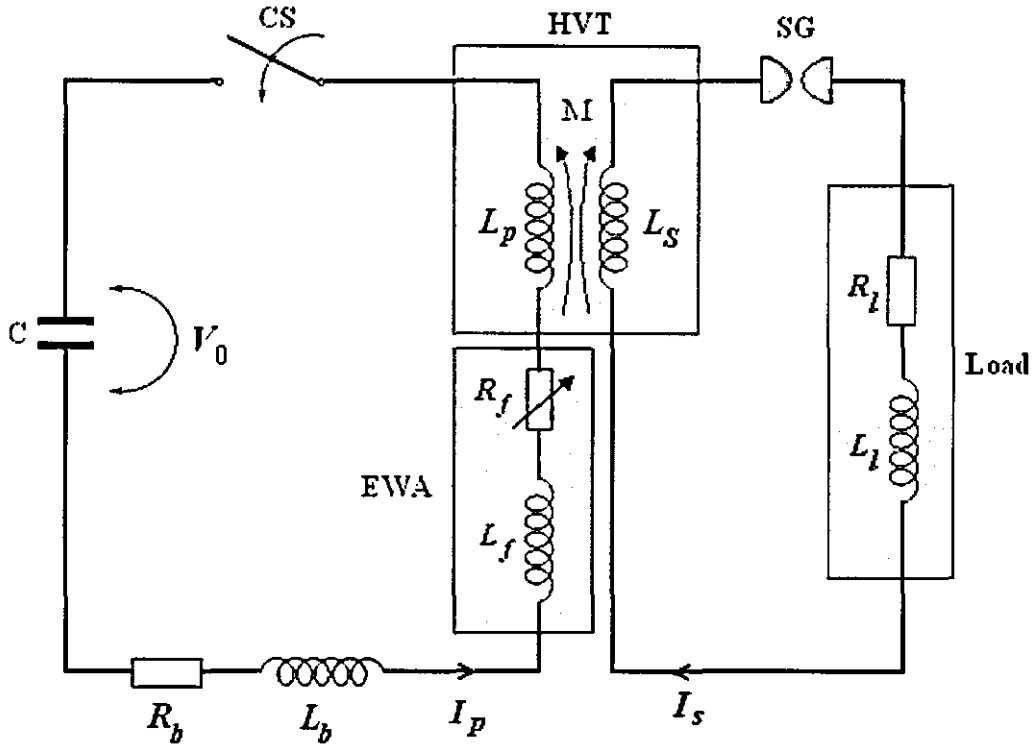 CS
HVT
SG
M
L_p
L_S
R_l
C
V_0
Load
R_f
L_l
EWA
L_f
R_b
L_b
I_p
I_s